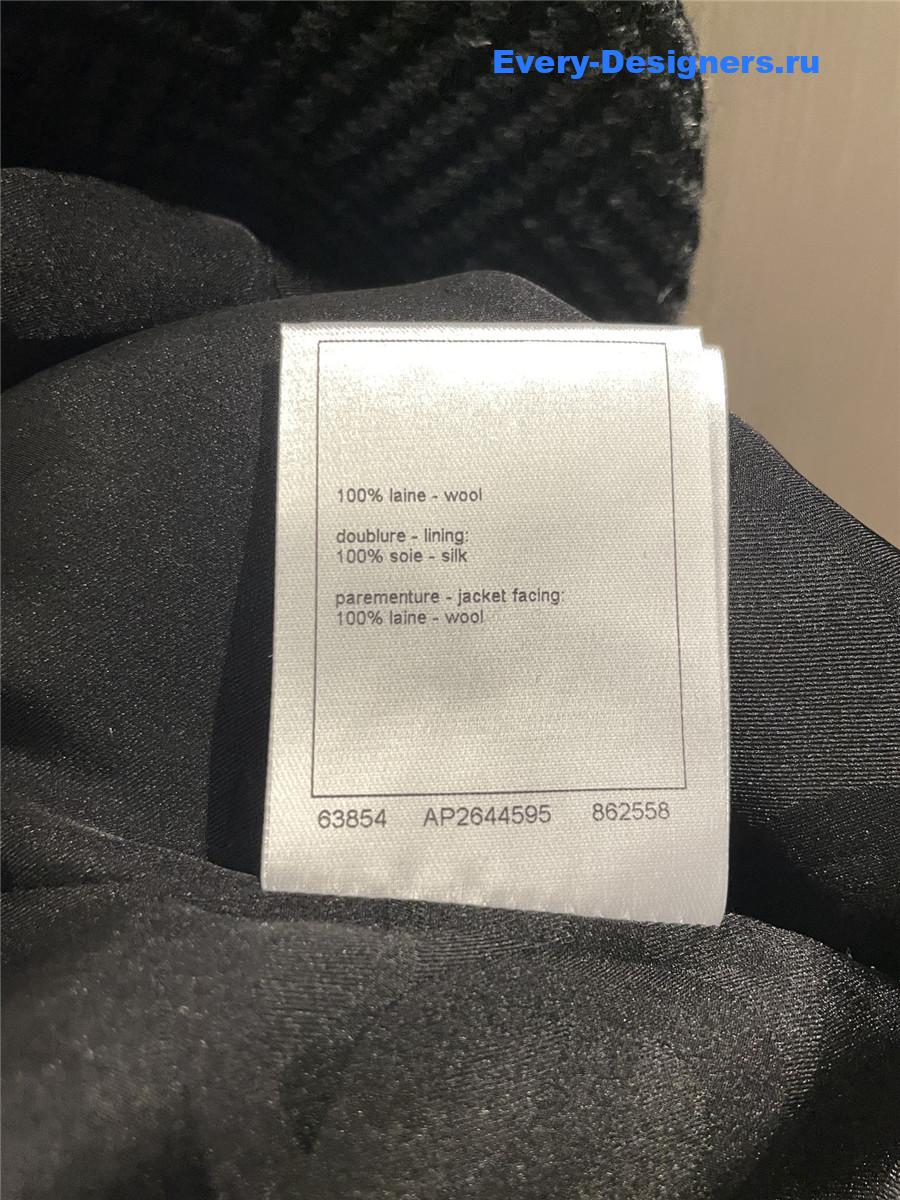 Every-Designers.ru
100% laine - wool
doublure - lining:
100% soie - silk
parementure - jacket facing:
100% laine - wool
63854 AP2644595 862558